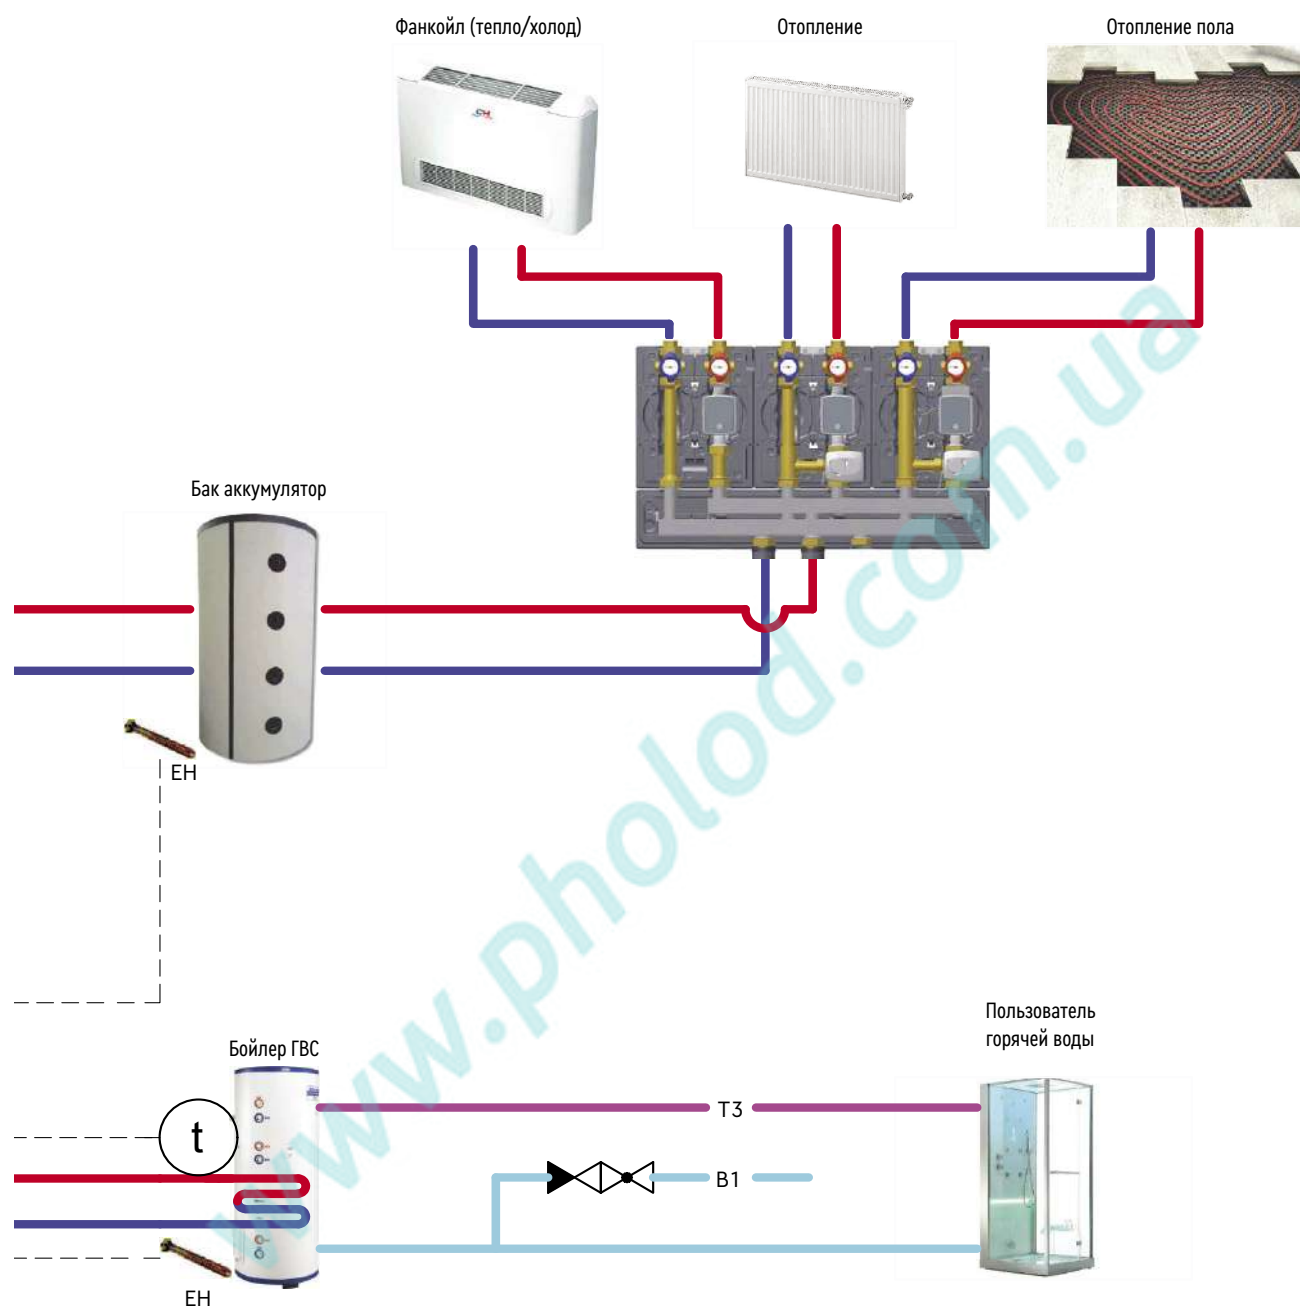 Фанкойл (тепло/холод)
Отопление
Отопление пола
CH
Бак аккумулятор
EH
www.pholod.com.ua
Пользователь
горячей воды
Бойлер ГВС
t
T3
B1
EH